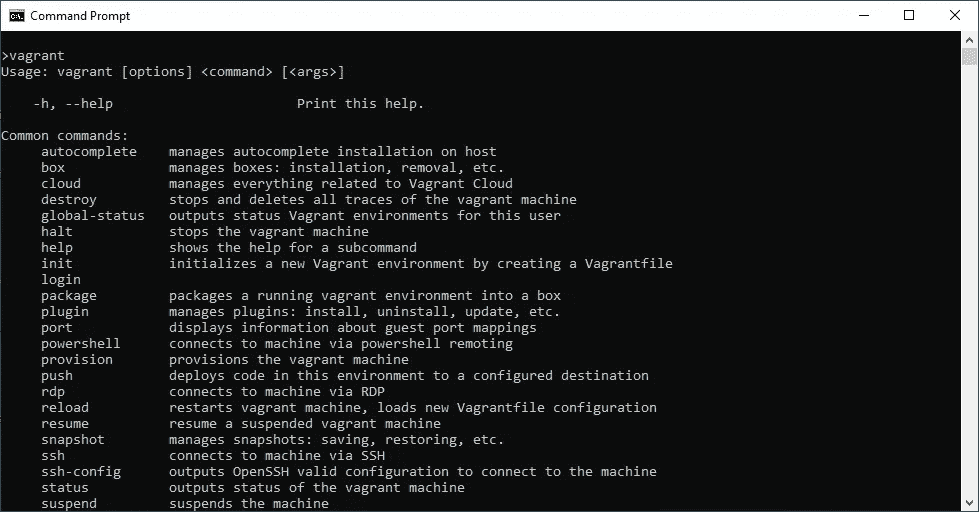 Command Prompt
>vagrant
Usage: vagrant [options] <command> [<args>]
-h, --help                       Print this help.
Common commands:
autocomplete    manages autocomplete installation on host
box             manages boxes: installation, removal, etc.
cloud           manages everything related to Vagrant Cloud
destroy         stops and deletes all traces of the vagrant machine
global-status   outputs status Vagrant environments for this user
halt            stops the vagrant machine
help            shows the help for a subcommand
init            initializes a new Vagrant environment by creating a Vagrantfile
login
package         packages a running vagrant environment into a box
plugin          manages plugins: install, uninstall, update, etc.
port            displays information about guest port mappings
powershell      connects to machine via powershell remoting
provision       provisions the vagrant machine
push            deploys code in this environment to a configured destination
rdp             connects to machine via RDP
reload          restarts vagrant machine, loads new Vagrantfile configuration
resume          resume a suspended vagrant machine
snapshot        manages snapshots: saving, restoring, etc.
ssh             connects to machine via SSH
ssh-config      outputs OpenSSH valid configuration to connect to the machine
status          outputs status of the vagrant machine
suspend         suspends the machine